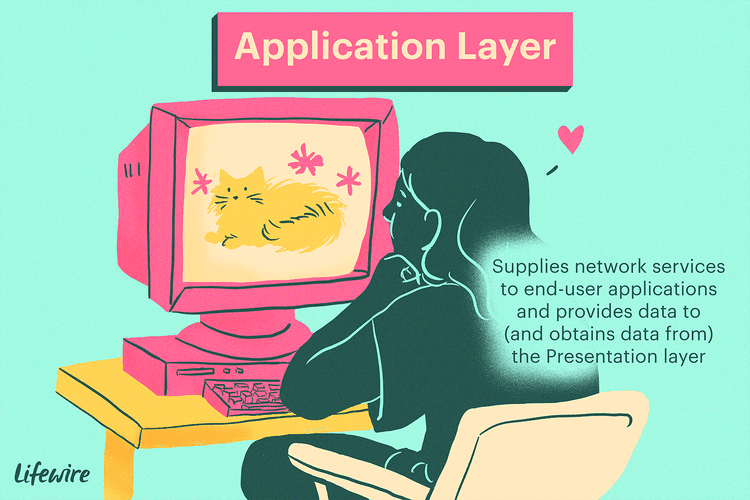 Application Layer
Supplies network services
to end-user applications
and provides data to
(and obtains data from)
the Presentation layer
Lifewire